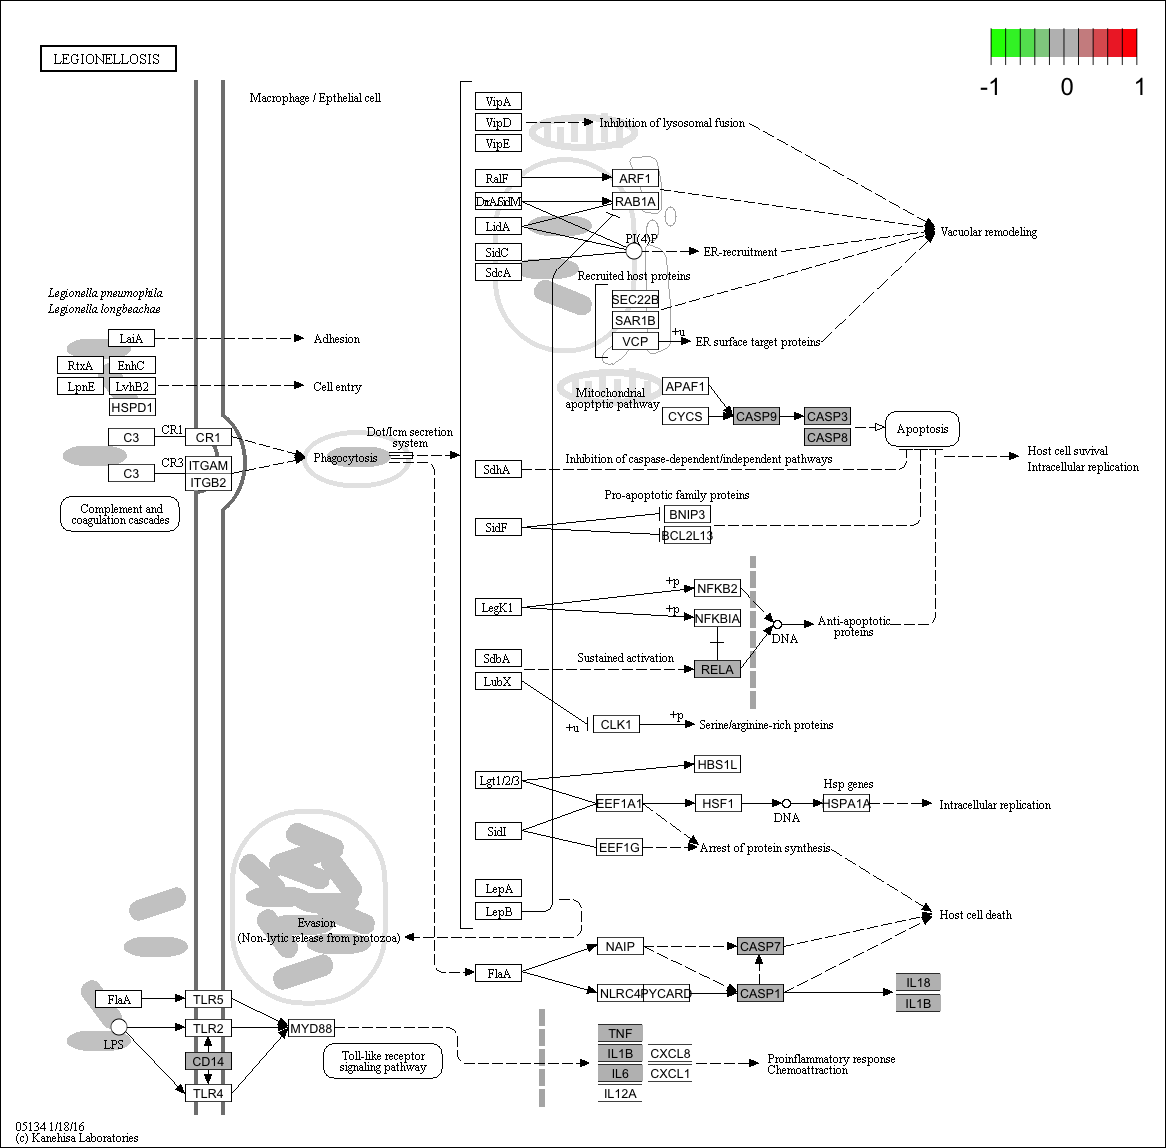 LEGIONELLOSIS
-1
0
1
Macrophage / Epthelial cell
VipA
VipD
VipE
Inhibition of lysosomal fusion
RalF
ARF1
RAB1A
LidA
SidC
SdcA
PI(4)P
ER-recruitment
Vacuolar remodeling
Recruited host proteins
SEC22B
SAR1B
VCP
+u
ER surface target proteins
Legionella pneumophila
Legionella longbeachae
LaiA
Adhesion
RtxA
EnhC
LpnE
LvhB2
Cell entry
HSPD1
C3
CR1
CR1
C3
CR3
ITGAM
ITGB2
Phagocytosis
Dot/Icm secretion
system
Complement and
coagulation cascades
Mitochondrial
apoptptic pathway
APAF1
CYCS
CASP9
CASP3
CASP8
Apoptosis
Host cell suvival
Intracellular replication
SdhA
Inhibition of caspase-dependent/independent pathways
Pro-apoptotic family proteins
SidF
BNIP3
BCL2L13
LegK1
+p
NFKB2
+p
NFKBIA
DNA
Anti-apoptotic
proteins
SdbA
Sustained activation
RELA
LubX
+u
CLK1
+p
Serine/arginine-rich proteins
Lgt1/2/3
HBS1L
EEF1A1
HSF1
DNA
Hsp genes
HSPA1A
Intracellular replication
SidI
EEF1G
Arrest of protein synthesis
LepA
LepB
Host cell death
Evasion
(Non-lytic release from protozoa)
NAIP
CASP7
FlaA
NLRC4
PYCARD
CASP1
IL18
IL1B
FlaA
TLR5
LPS
TLR2
MYD88
CD14
TLR4
Toll-like receptor
signaling pathway
TNF
IL1B
CXCL8
IL6
CXCL1
IL12A
Proinflammatory response
Chemoattraction
05134 1/18/16
(c) Kanehisa Laboratories